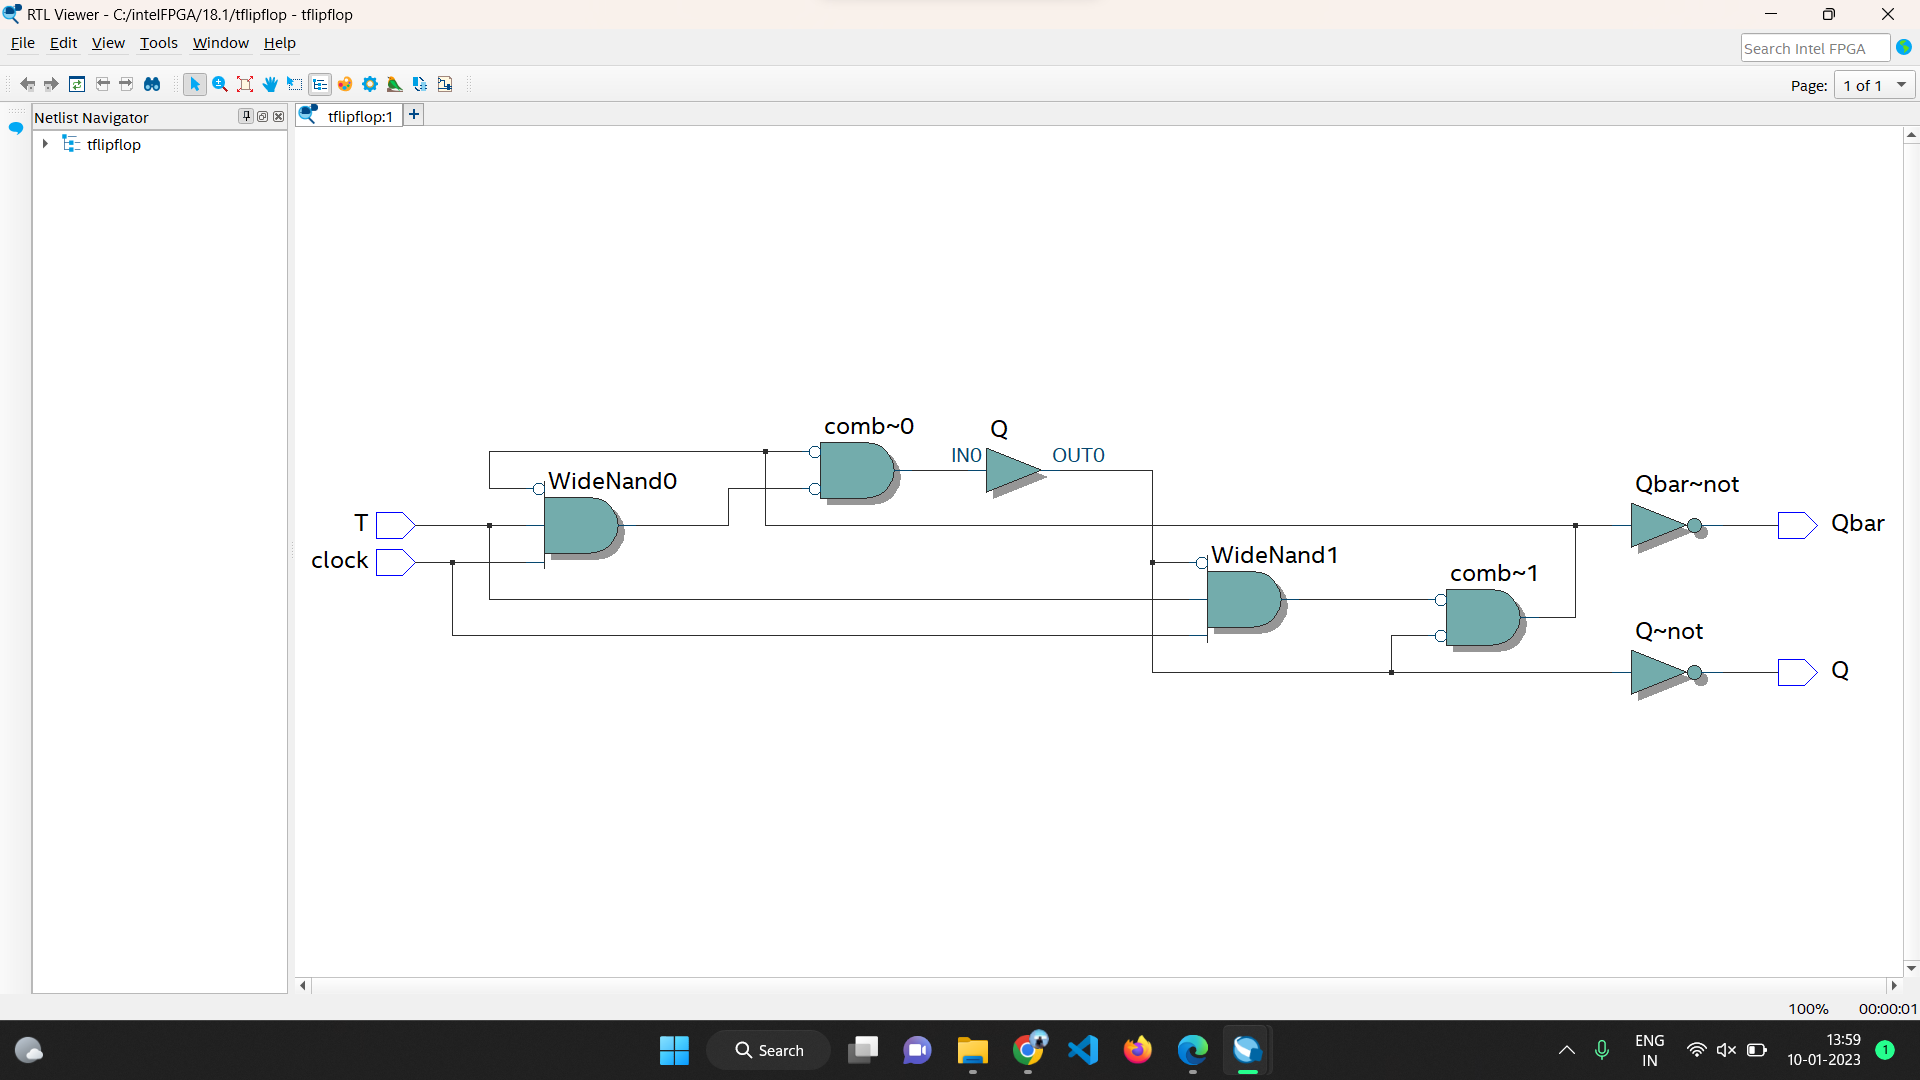 RTL Viewer - C:/intelFPGA/18.1/tflipflop - tflipflop
File Edit View Tools Window Help
Search Intel FPGA
Page: 1 of 1
Netlist Navigator
tflipflop:1
+
tflipflop
comb~0
Q
IN0
OUT0
WideNand0
Qbar~not
T
Qbar
clock
WideNand1
comb~1
Q~not
Q
100% 00:00:01
Search
ENG
IN
13:59
10-01-2023
1